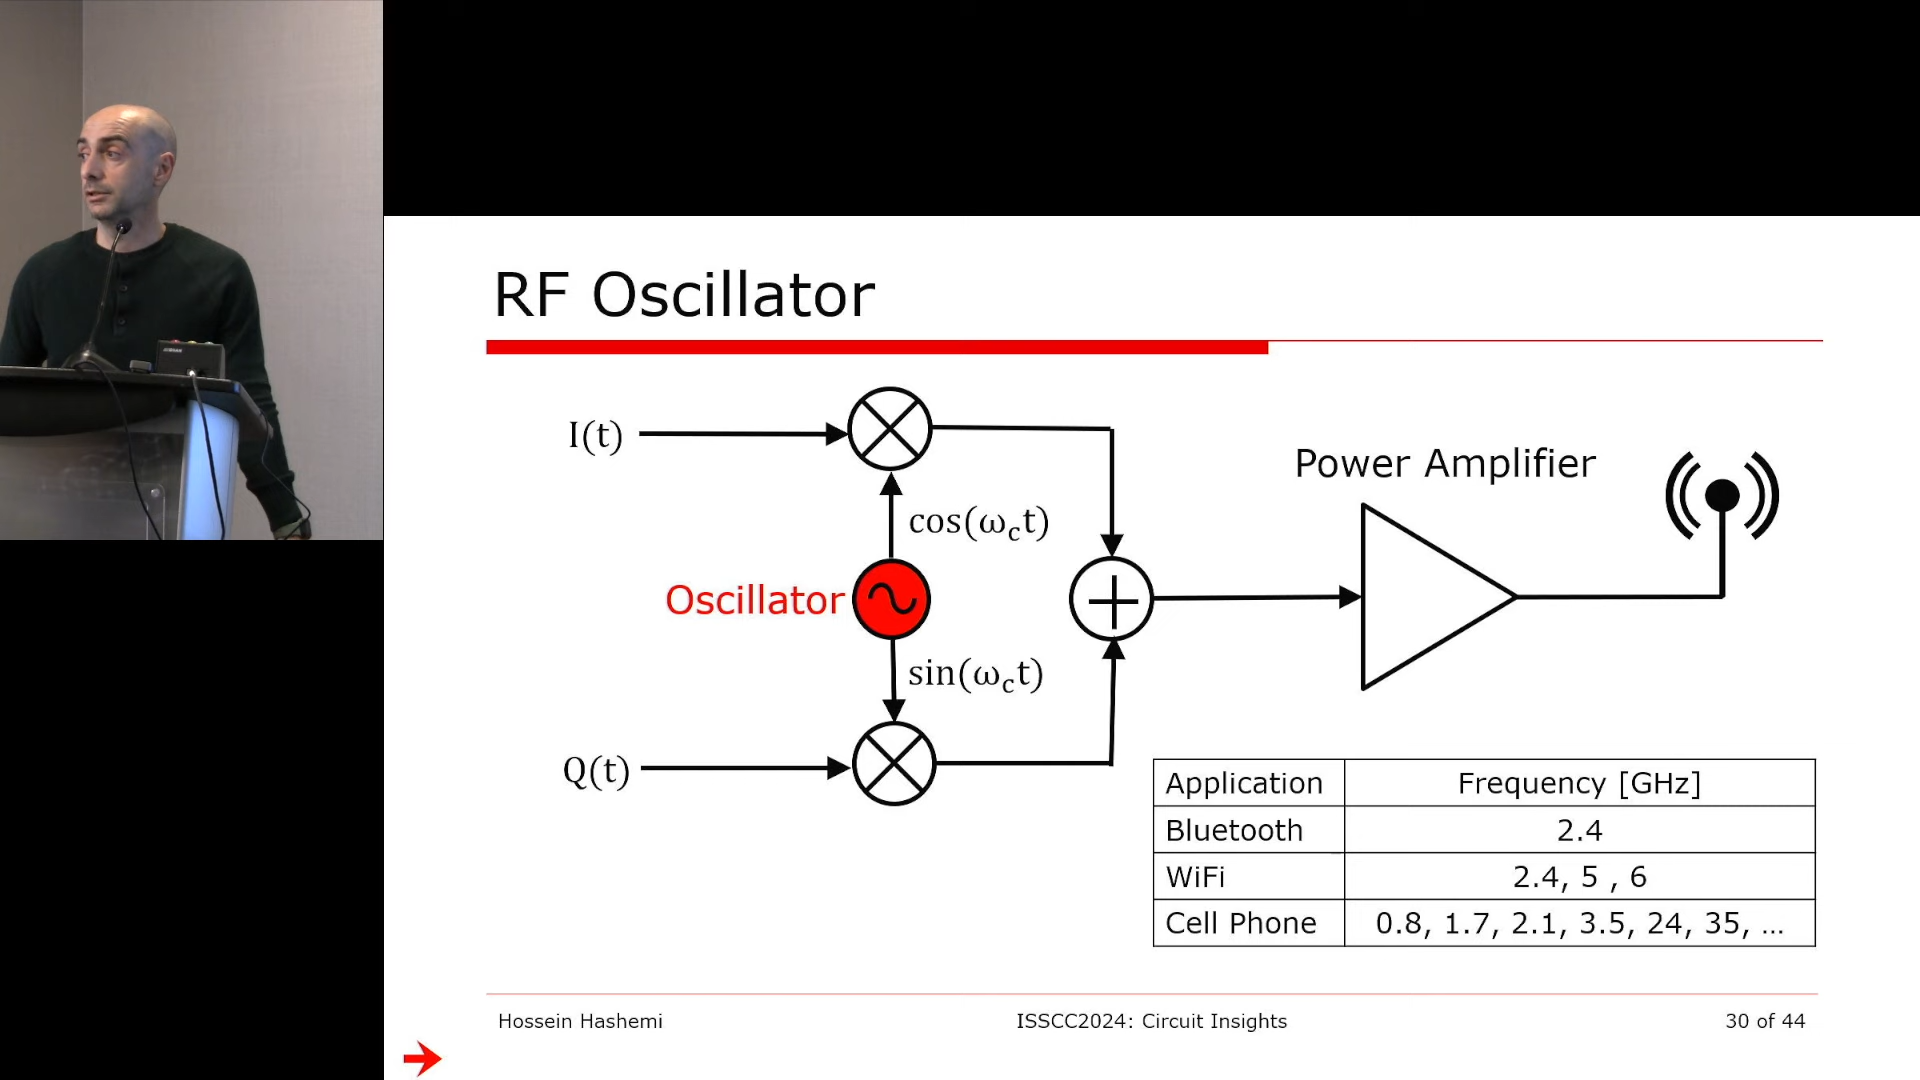 RF Oscillator
I(t)
cos(ω_c t)
Oscillator
sin(ω_c t)
Q(t)
Power Amplifier
Application Frequency [GHz]
Bluetooth 2.4
WiFi 2.4, 5 , 6
Cell Phone 0.8, 1.7, 2.1, 3.5, 24, 35, ...
Hossein Hashemi
ISSCC2024: Circuit Insights
30 of 44